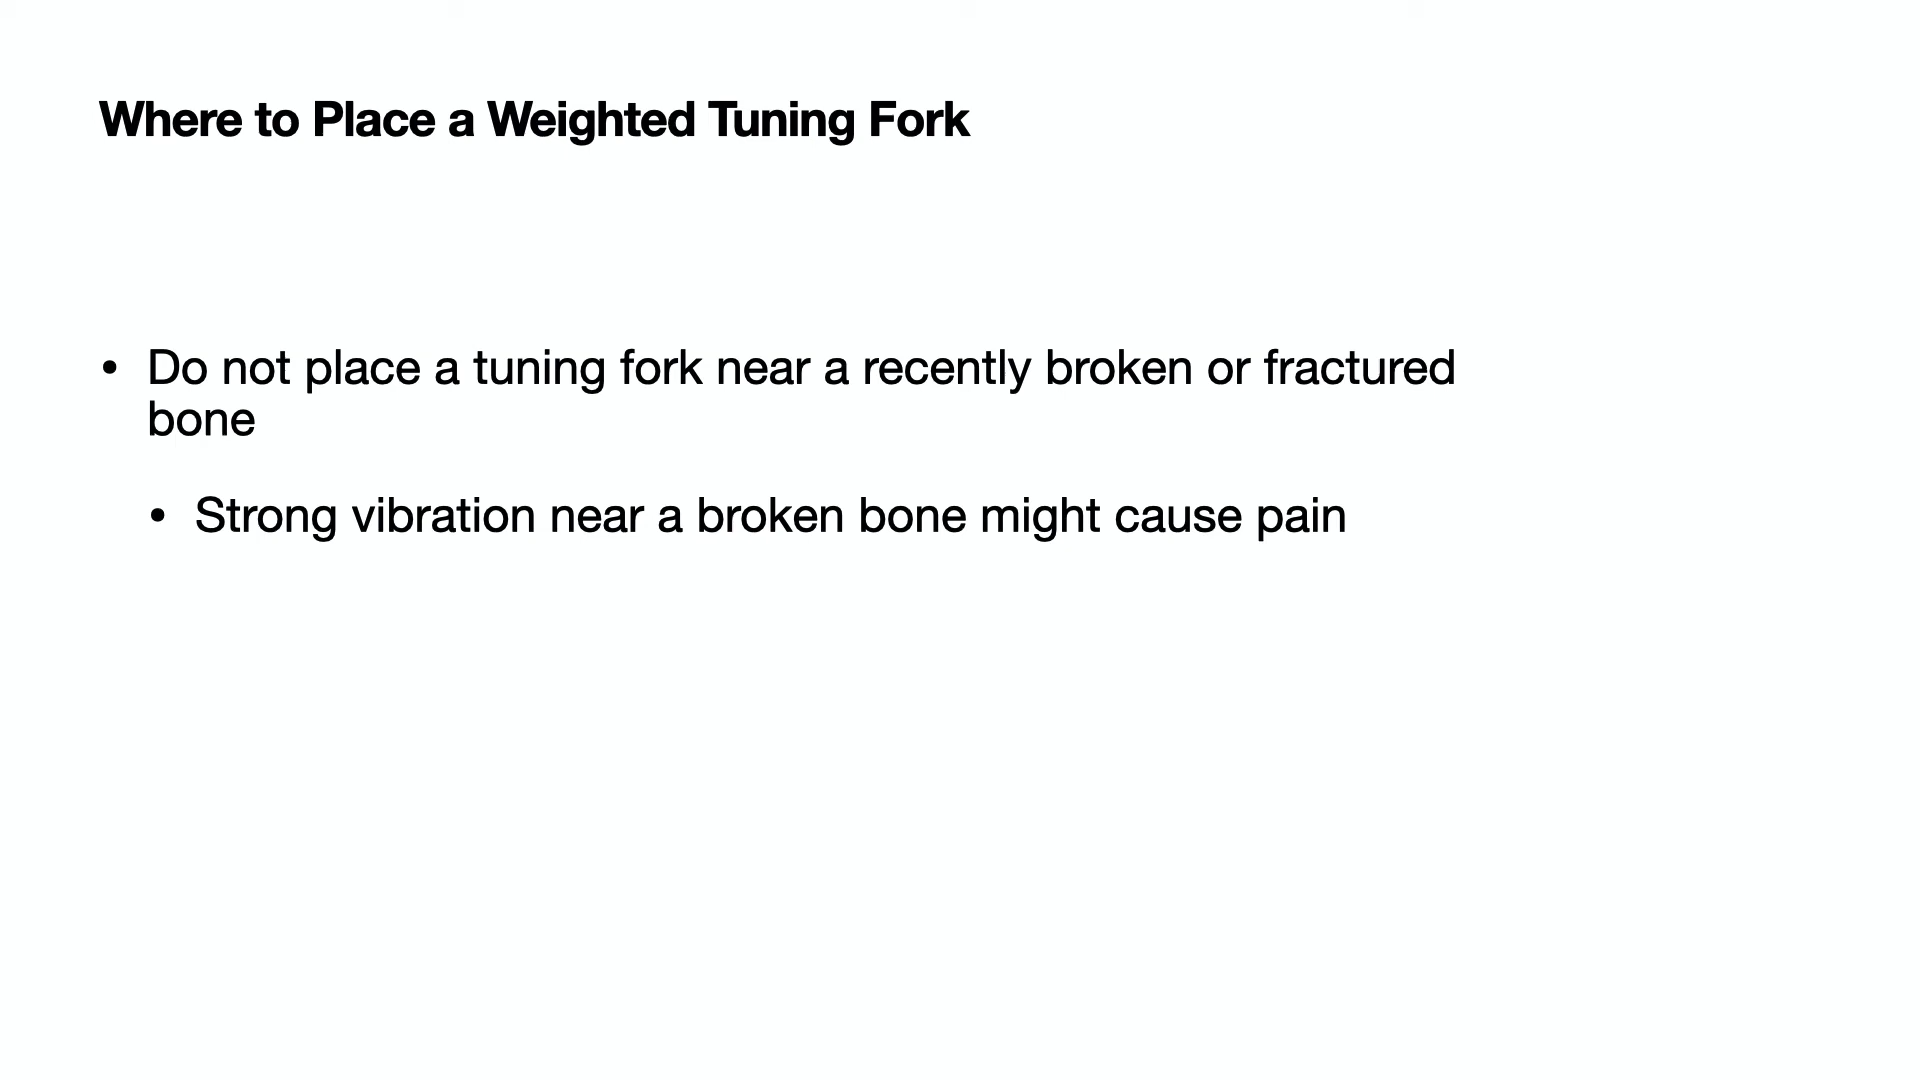 Where to Place a Weighted Tuning Fork
• Do not place a tuning fork near a recently broken or fractured
bone
• Strong vibration near a broken bone might cause pain